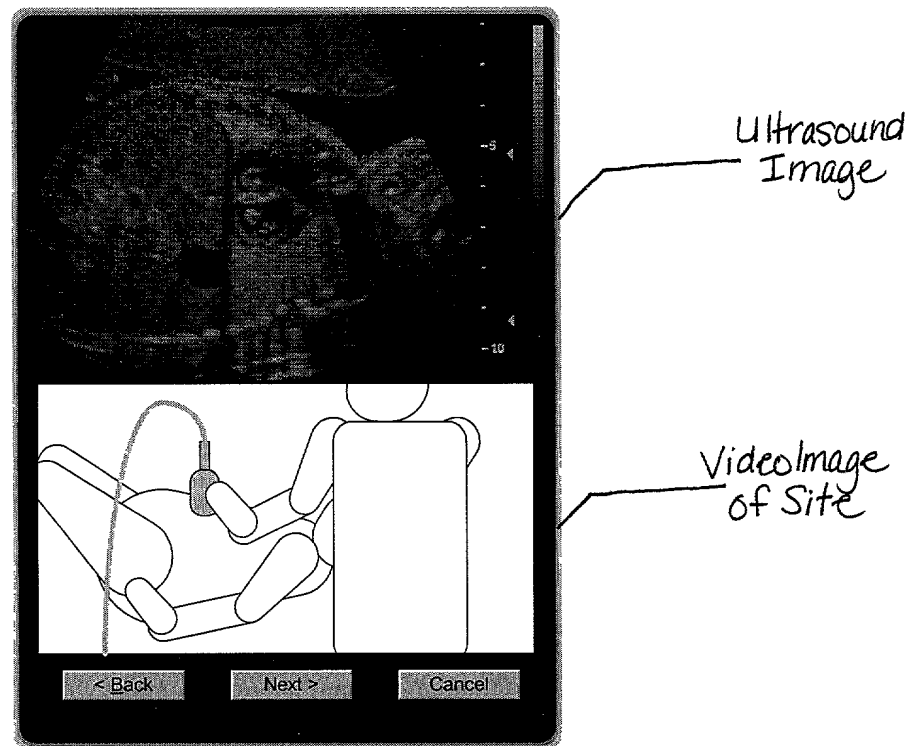 -5
Ultrasound
Image
-10
VideoImage
of Site
< Back
Next >
Cancel